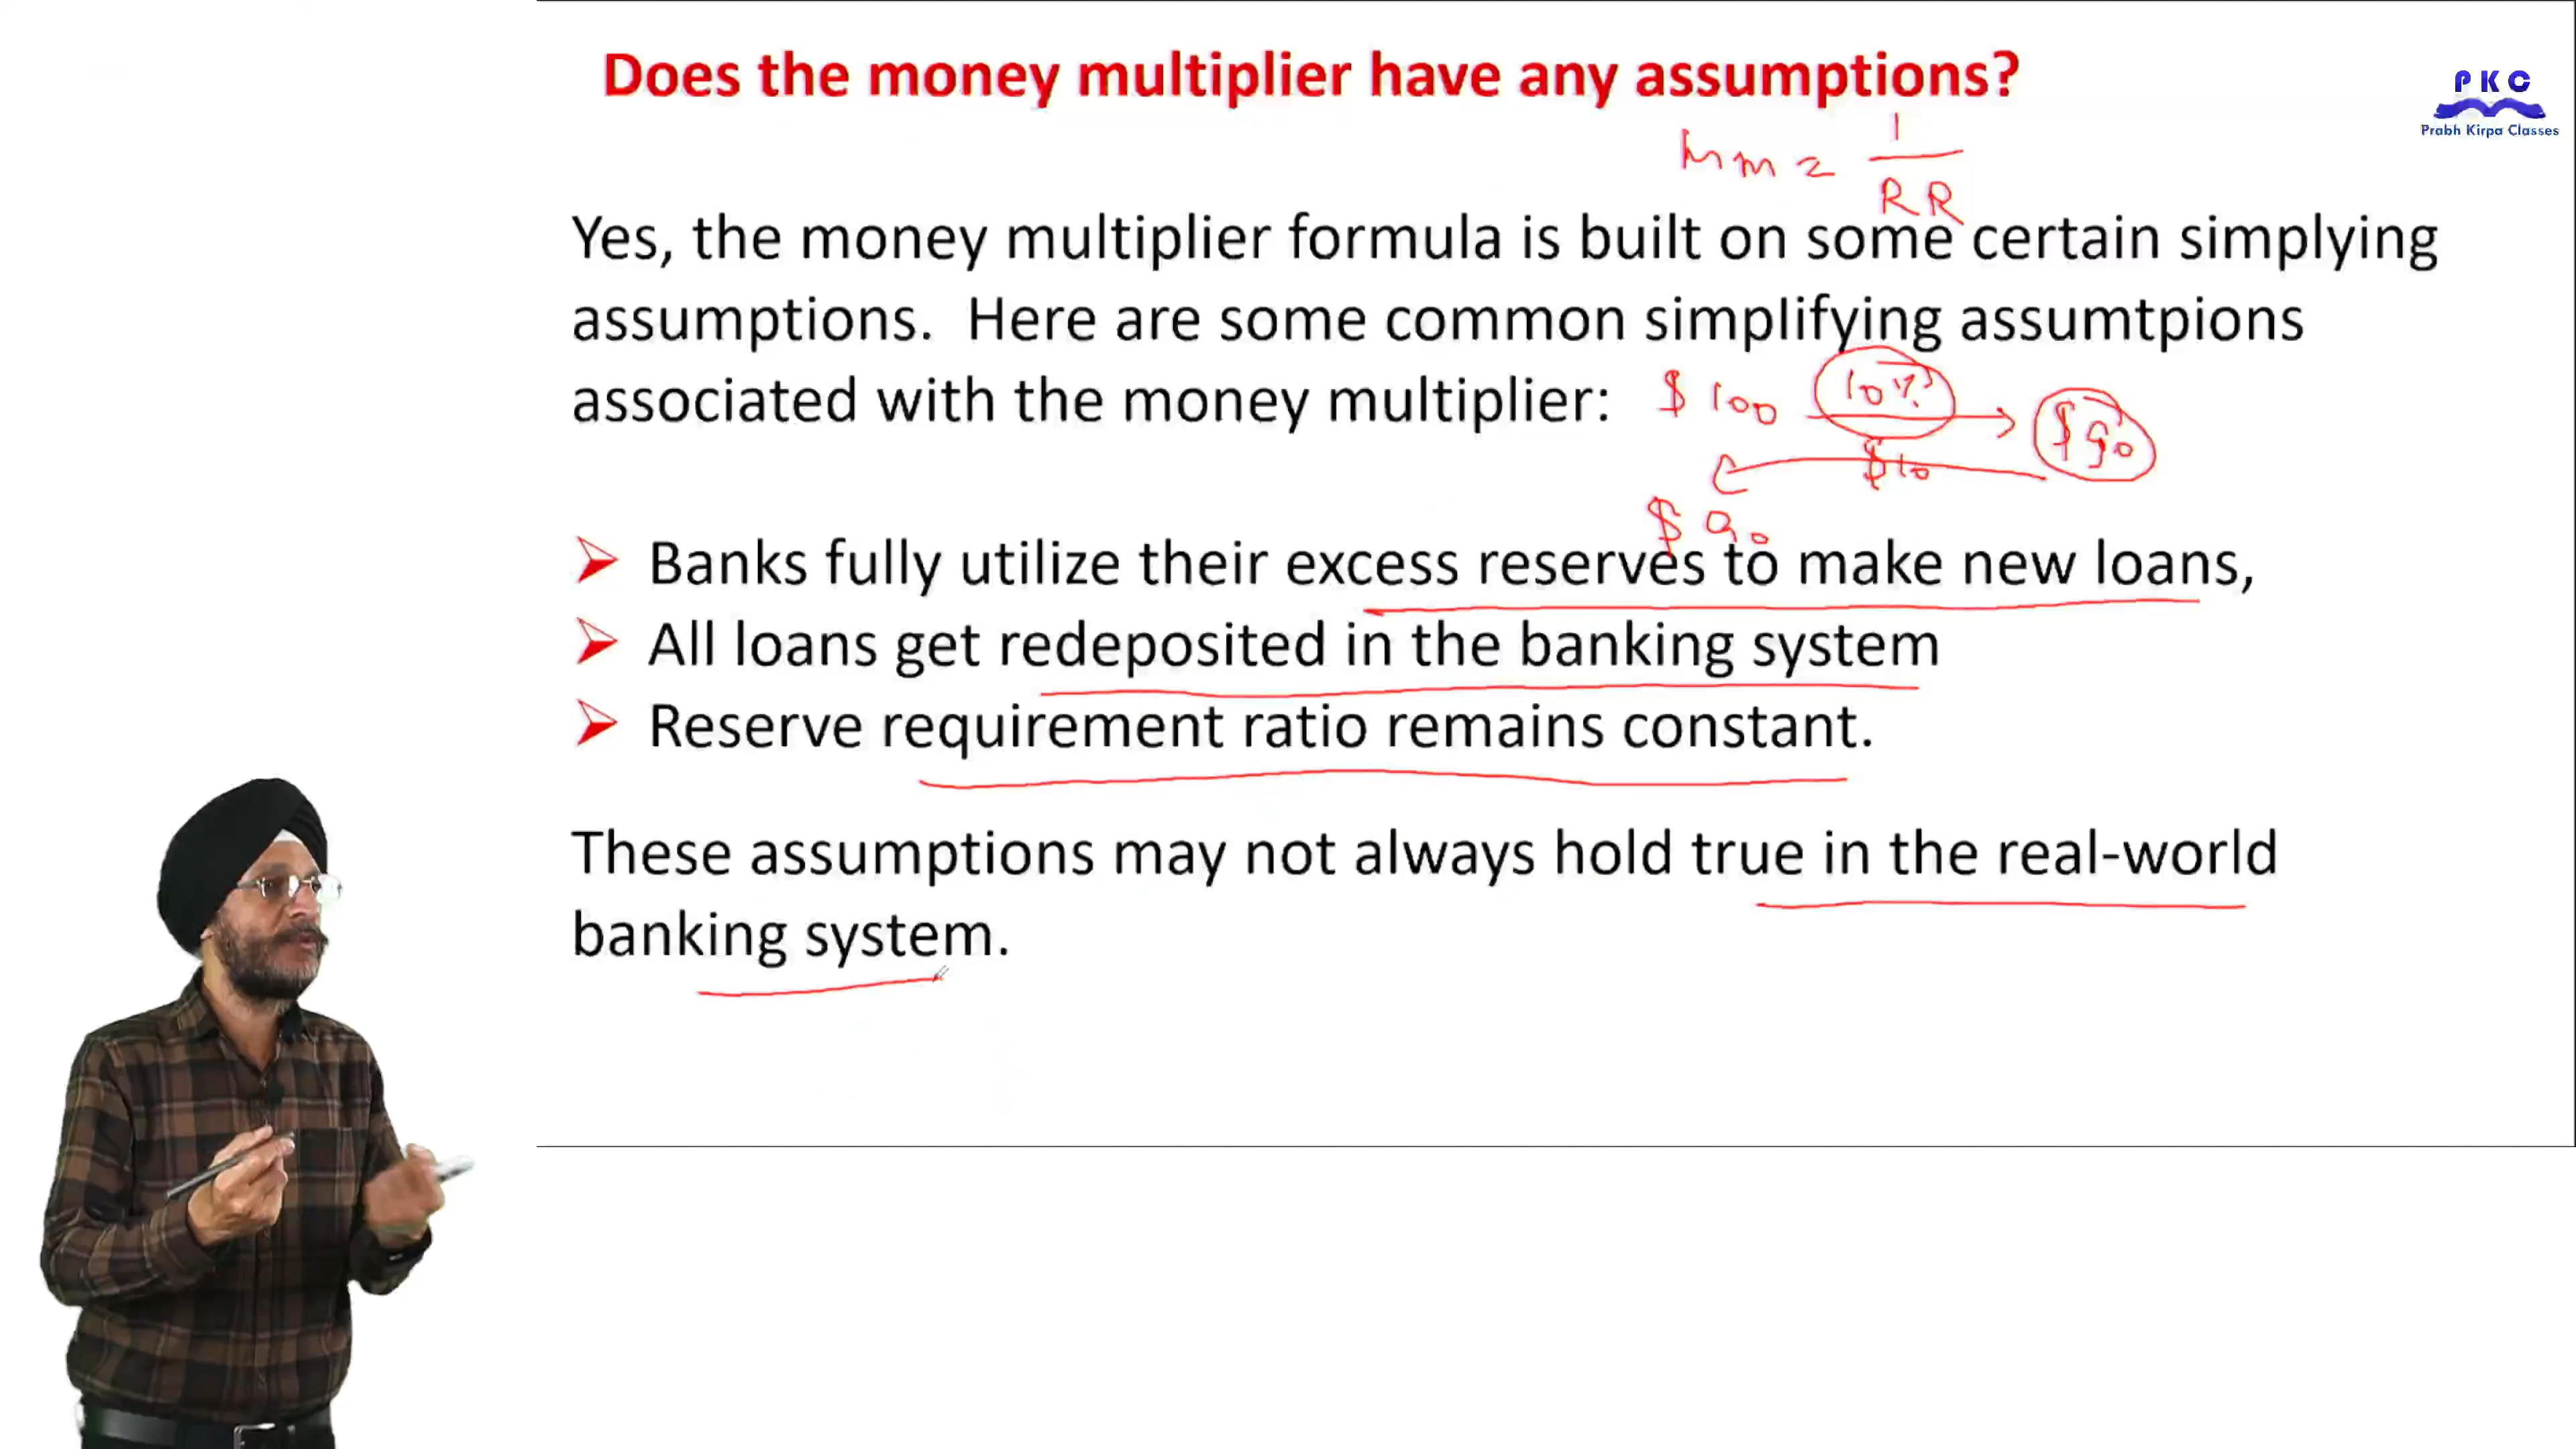 Does the money multiplier have any assumptions?
P K C
Prabh Kirpa Classes
Mm = 1
RR
Yes, the money multiplier formula is built on some certain simplying
assumptions. Here are some common simplifying assumtpions
associated with the money multiplier:
$ 100 10% $90
$10
$ 90
➤ Banks fully utilize their excess reserves to make new loans,
➤ All loans get redeposited in the banking system
➤ Reserve requirement ratio remains constant.
These assumptions may not always hold true in the real-world
banking system.